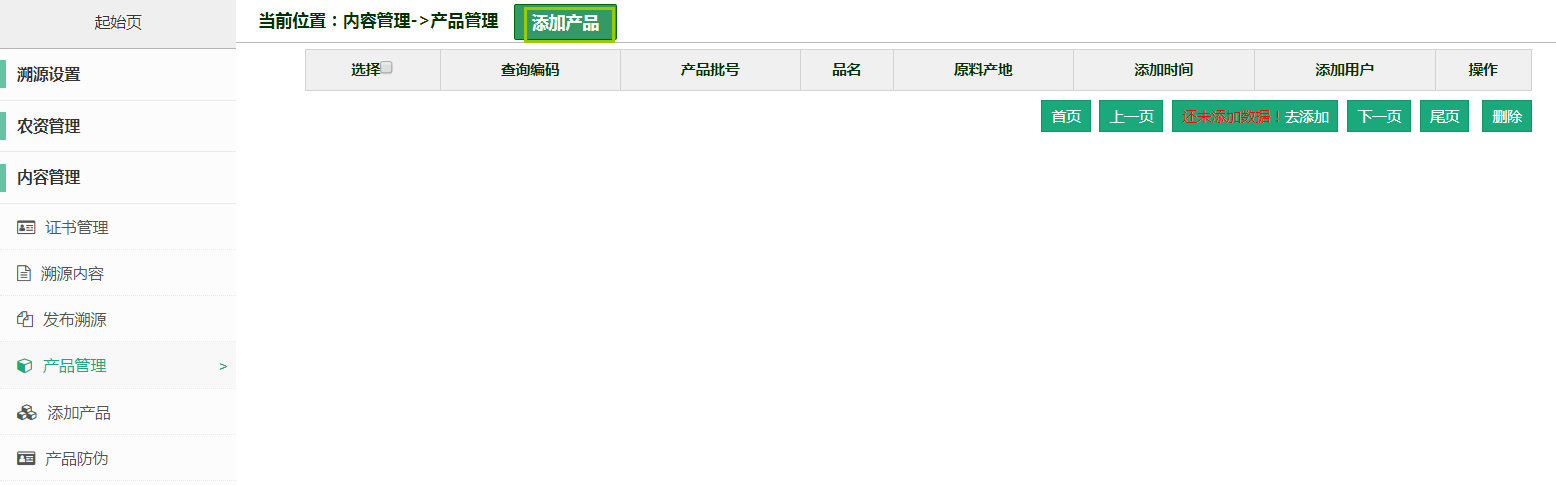 起始页
溯源设置
农资管理
内容管理
证书管理
溯源内容
发布溯源
产品管理 >
添加产品
产品防伪
当前位置：内容管理->产品管理 添加产品
选择 查询编码 产品批号 品名 原料产地 添加时间 添加用户 操作
首页 上一页 还未添加数据！去添加 下一页 尾页 删除